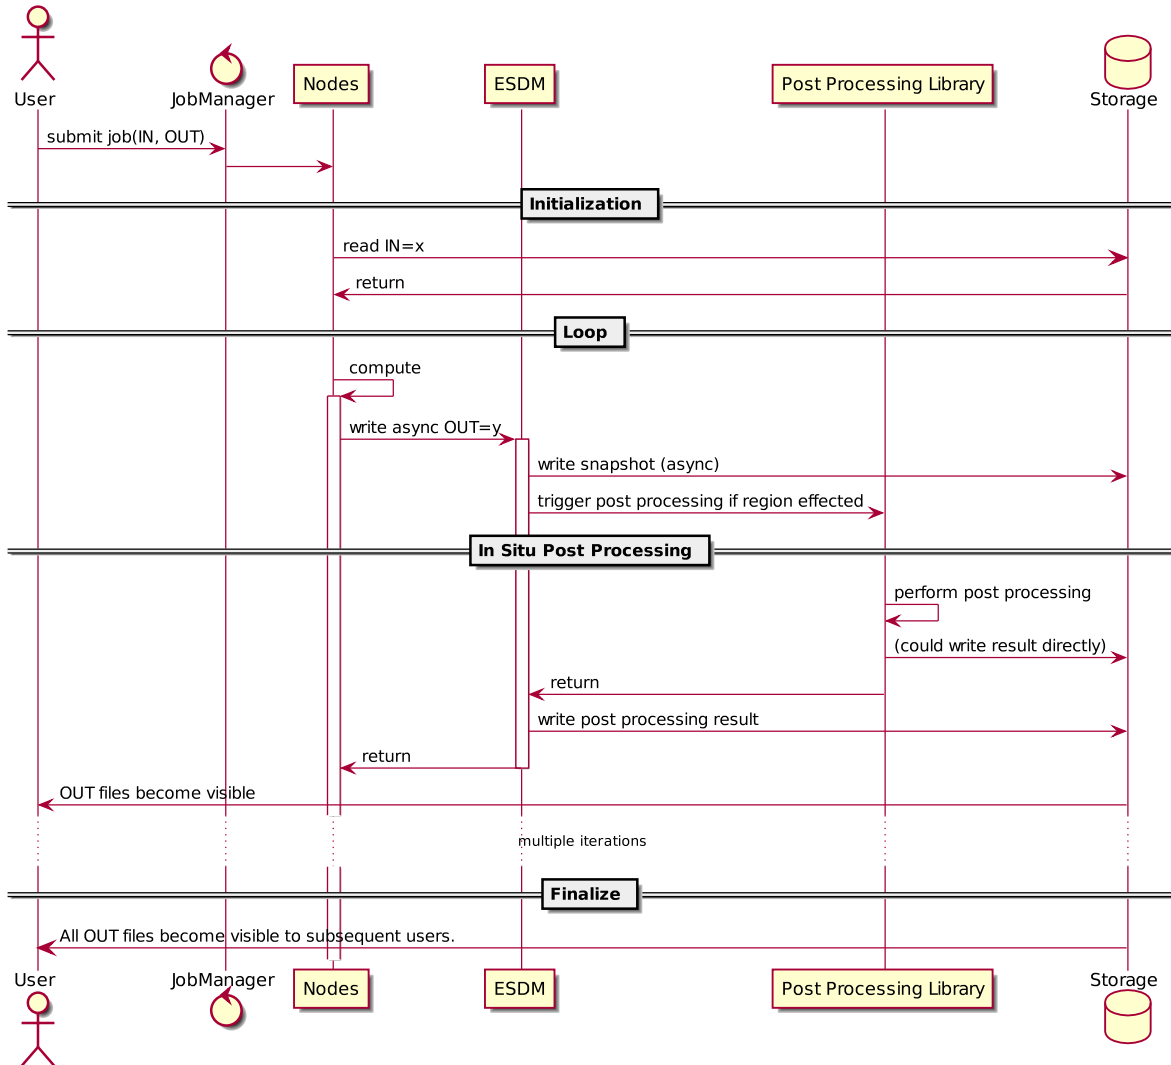 User
JobManager
Nodes
ESDM
Post Processing Library
Storage
submit job(IN, OUT)
Initialization
read IN=x
return
Loop
compute
write async OUT=y
write snapshot (async)
trigger post processing if region effected
In Situ Post Processing
perform post processing
(could write result directly)
return
write post processing result
return
OUT files become visible
multiple iterations
Finalize
All OUT files become visible to subsequent users.
User
JobManager
Nodes
ESDM
Post Processing Library
Storage